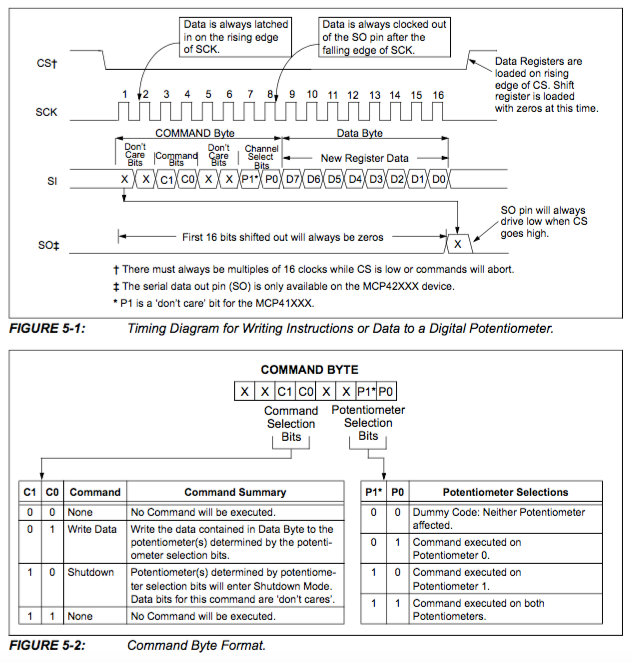 Data is always latched
in on the rising edge
of SCK.
Data is always clocked out
of the SO pin after the
falling edge of SCK.
CS†
Data Registers are
loaded on rising
edge of CS. Shift
register is loaded
with zeros at this time.
1 2 3 4 5 6 7 8 9 10 11 12 13 14 15 16
SCK
COMMAND Byte
Data Byte
Don't
Care
Bits
Command
Bits
Don't
Care
Bits
Channel
Select
Bits
New Register Data
SI
X X C1 C0 X X P1* P0 D7 D6 D5 D4 D3 D2 D1 D0
SO pin will always
drive low when CS
goes high.
SO‡
First 16 bits shifted out will always be zeros
X
† There must always be multiples of 16 clocks while CS is low or commands will abort.
‡ The serial data out pin (SO) is only available on the MCP42XXX device.
* P1 is a 'don't care' bit for the MCP41XXX.
FIGURE 5-1: Timing Diagram for Writing Instructions or Data to a Digital Potentiometer.
COMMAND BYTE
X X C1 C0 X X P1* P0
Command
Selection
Bits
Potentiometer
Selection
Bits
C1 C0 Command Command Summary
0 0 None No Command will be executed.
0 1 Write Data Write the data contained in Data Byte to the
potentiometer(s) determined by the potenti-
ometer selection bits.
1 0 Shutdown Potentiometer(s) determined by potentiome-
ter selection bits will enter Shutdown Mode.
Data bits for this command are 'don't cares'.
1 1 None No Command will be executed.
P1* P0 Potentiometer Selections
0 0 Dummy Code: Neither Potentiometer
affected.
0 1 Command executed on
Potentiometer 0.
1 0 Command executed on
Potentiometer 1.
1 1 Command executed on both
Potentiometers.
FIGURE 5-2: Command Byte Format.